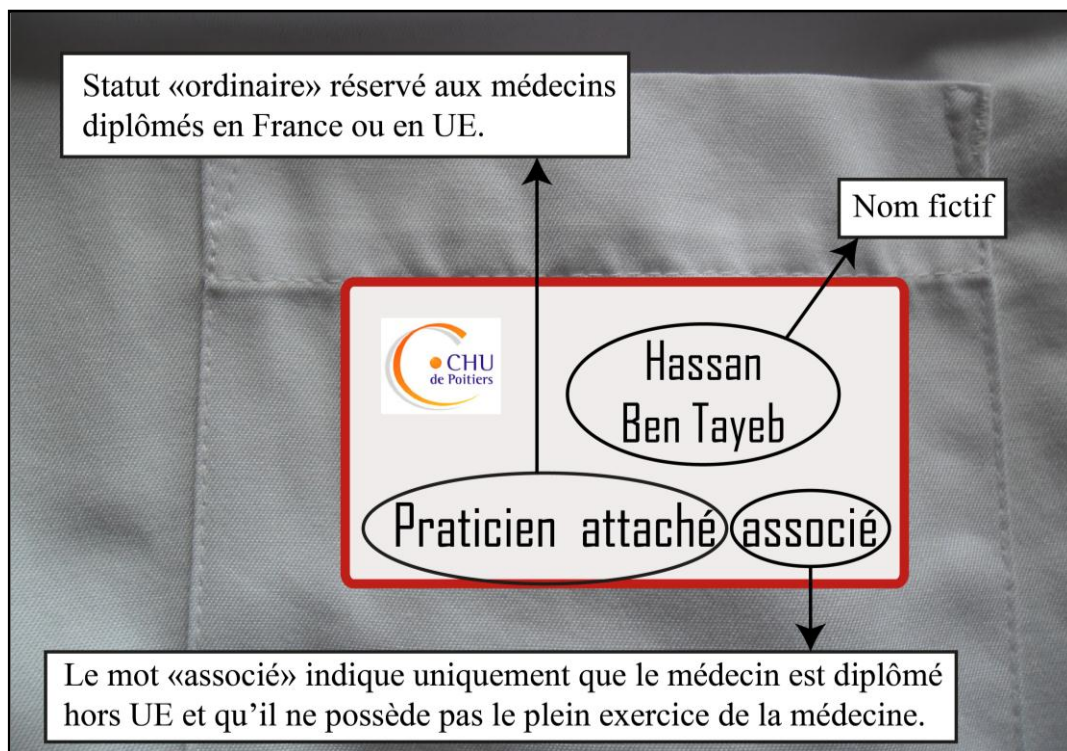 Statut «ordinaire» réservé aux médecins
diplômés en France ou en UE.
Nom fictif
CHU
de Poitiers
Hassan
Ben Tayeb
Praticien attaché associé
Le mot «associé» indique uniquement que le médecin est diplômé
hors UE et qu’il ne possède pas le plein exercice de la médecine.